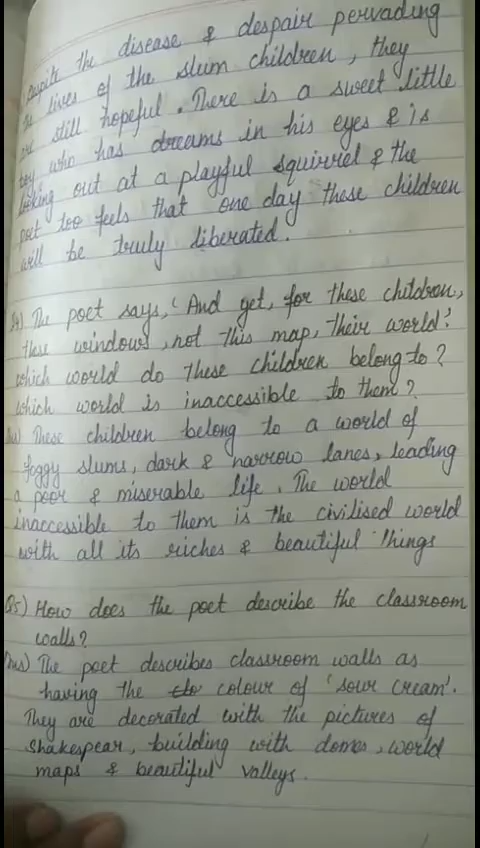 Despite the disease & despair pervading
the lives of the slum children, they
are still hopeful. There is a sweet little
boy who has dreams in his eyes & is
looking out at a playful squirrel & the
poet too feels that one day these children
will be truly liberated.
Q4) The poet says, 'And yet, for these children,
these windows, not this map, their world'.
which world do these children belong to?
which world is inaccessible to them?
Ans) These children belong to a world of
foggy slums, dark & narrow lanes, leading
a poor & miserable life. The world
inaccessible to them is the civilised world
with all its riches & beautiful things
Q5) How does the poet describe the classroom
walls?
Ans) The poet describes classroom walls as
having the colour of 'sour cream'.
They are decorated with the pictures of
Shakespear, building with domes, world
maps & beautiful valleys.